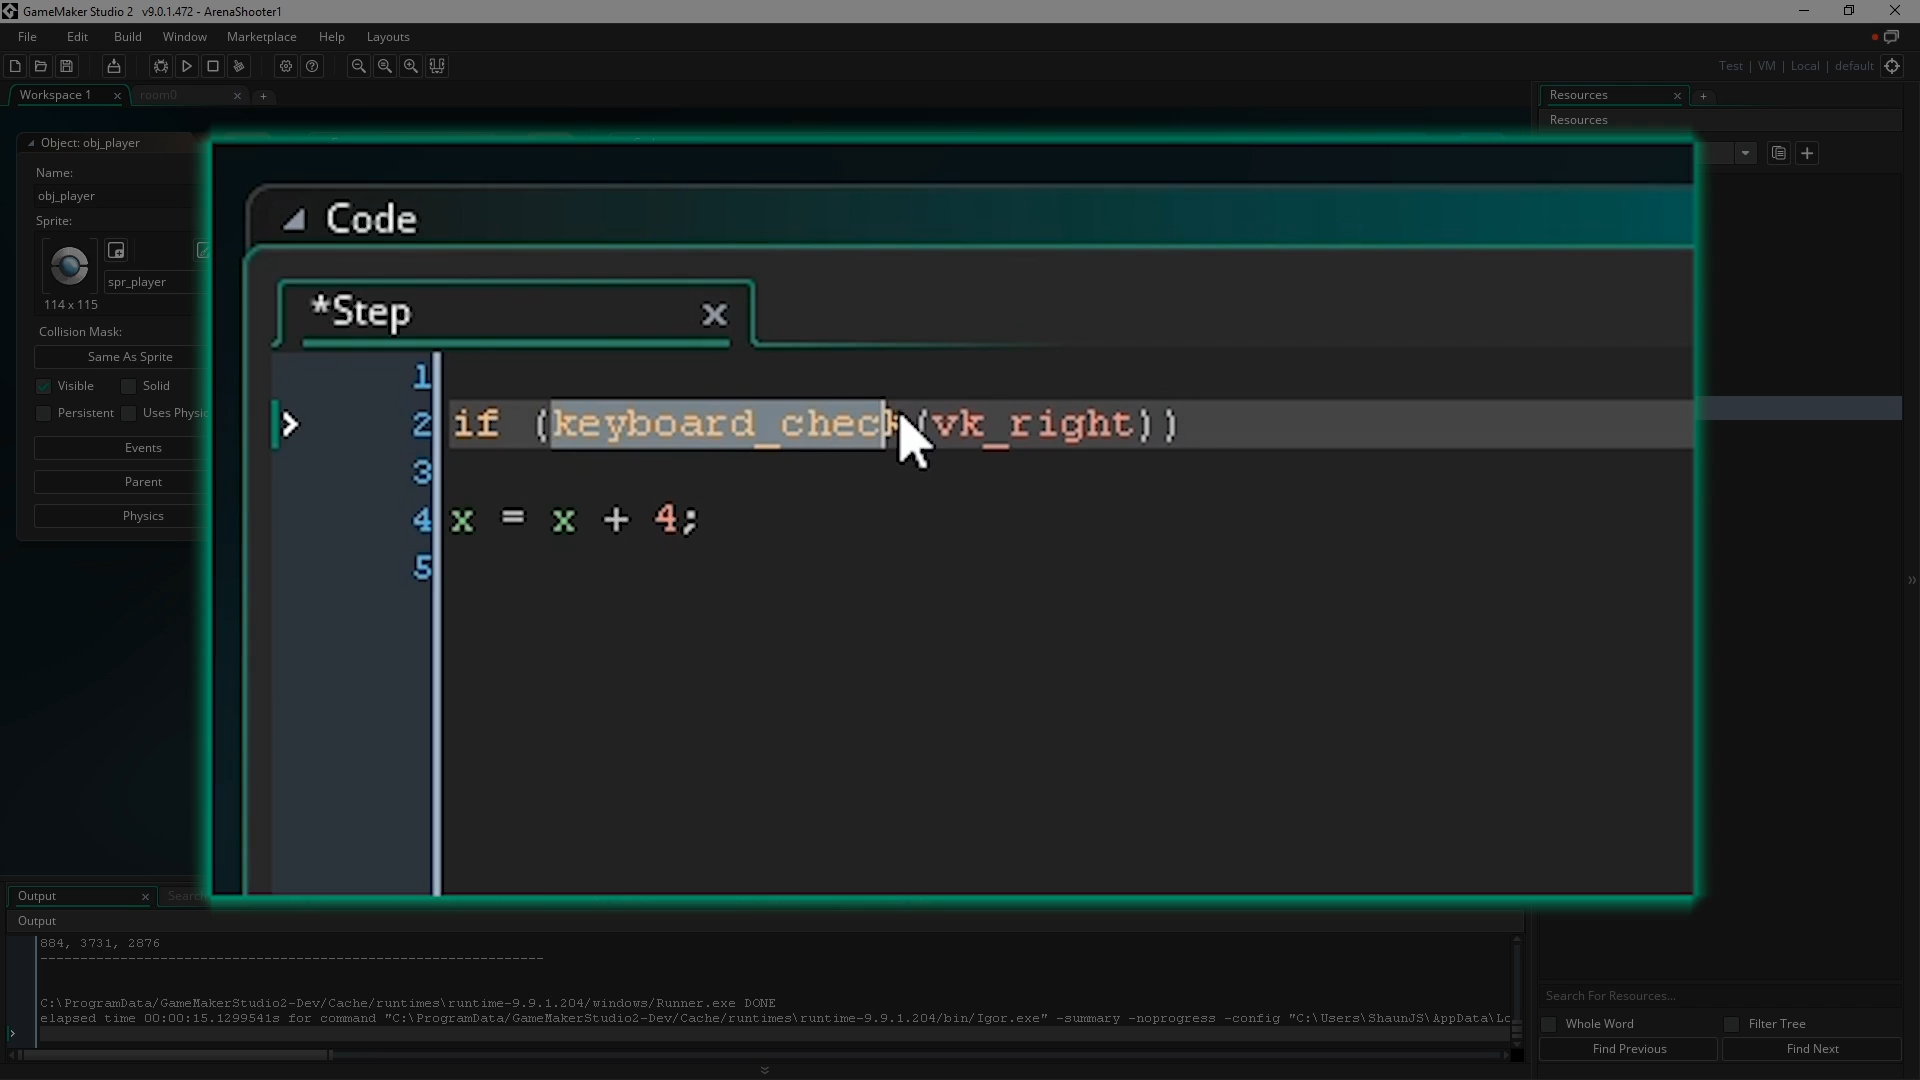 GameMaker Studio 2 v9.0.1.472 - ArenaShooter1
File Edit Build Window Marketplace Help Layouts
Test | VM | Local | default
Workspace 1
room0
Resources
Resources
Object: obj_player
Name:
obj_player
Sprite:
spr_player
114 x 115
Collision Mask:
Same As Sprite
Visible Solid
Persistent Uses Physic
Events
Parent
Physics
Code
*Step
1
2 if (keyboard_check(vk_right))
3
4 x = x + 4;
5
Output
Search
Output
884, 3731, 2876
---------------------------------------------------------------
C:\ProgramData/GameMakerStudio2-Dev/Cache/runtimes\runtime-9.9.1.204/windows/Runner.exe DONE
elapsed time 00:00:15.1299541s for command "C:\ProgramData/GameMakerStudio2-Dev/Cache/runtimes\runtime-9.9.1.204/bin/Igor.exe" -summary -noprogress -config "C:\Users\ShaunJS\AppData\Lo
Search For Resources...
Whole Word Filter Tree
Find Previous Find Next